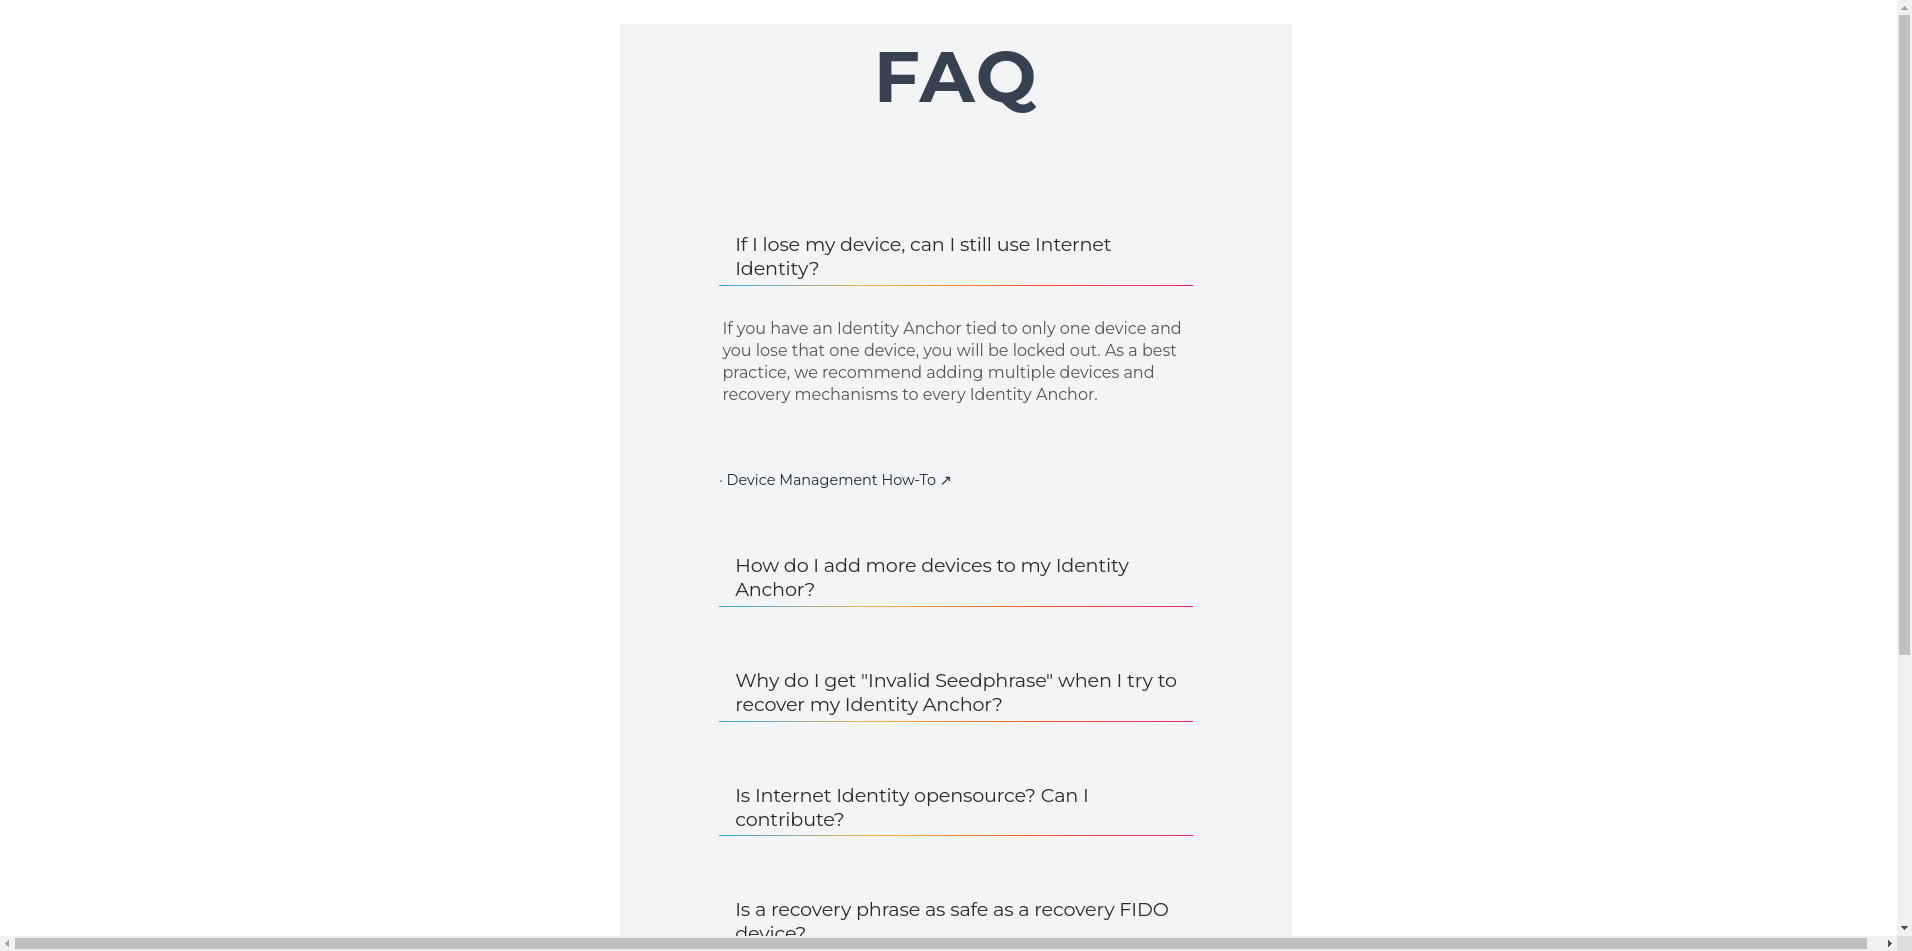 FAQ
If I lose my device, can I still use Internet
Identity?
If you have an Identity Anchor tied to only one device and
you lose that one device, you will be locked out. As a best
practice, we recommend adding multiple devices and
recovery mechanisms to every Identity Anchor.
· Device Management How-To ↗
How do I add more devices to my Identity
Anchor?
Why do I get "Invalid Seedphrase" when I try to
recover my Identity Anchor?
Is Internet Identity opensource? Can I
contribute?
Is a recovery phrase as safe as a recovery FIDO
device?